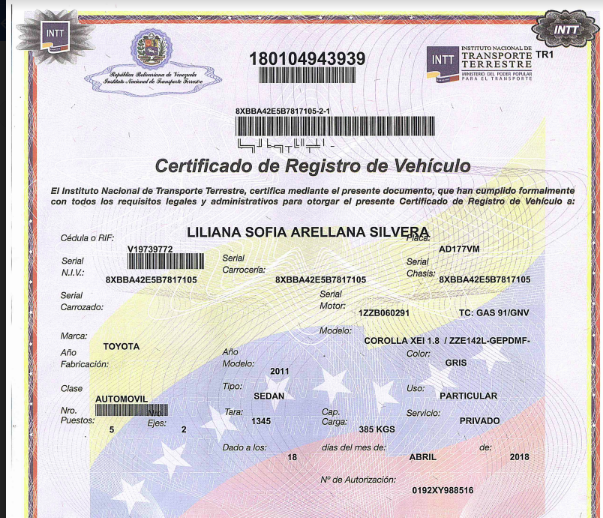 INTT
INTT
República Bolivariana de Venezuela
Instituto Nacional de Transporte Terrestre
180104943939
INTT
INSTITUTO NACIONAL DE
TRANSPORTE
TERRESTRE
MINISTERIO DEL PODER POPULAR
PARA EL TRANSPORTE
TR1
8XBBA42E5B7817105-2-1
Certificado de Registro de Vehículo
El Instituto Nacional de Transporte Terrestre, certifica mediante el presente documento, que han cumplido formalmente
con todos los requisitos legales y administrativos para otorgar el presente Certificado de Registro de Vehículo a:
Cédula o RIF: LILIANA SOFIA ARELLANA SILVERA Placa:
V19739772 AD177VM
Serial N.I.V.: 8XBBA42E5B7817105 Serial Carrocería: 8XBBA42E5B7817105 Serial Chasis: 8XBBA42E5B7817105
Serial Carrozado: Serial Motor: 1ZZB060291 TC: GAS 91/GNV
Marca: TOYOTA Modelo: COROLLA XEI 1.8 / ZZE142L-GEPDMF-
Año Fabricación: Año Modelo: 2011 Color: GRIS
Clase AUTOMOVIL Tipo: SEDAN Uso: PARTICULAR
Nro. Puestos: 5 Nro. Ejes: 2 Tara: 1345 Cap. Carga: 385 KGS Servicio: PRIVADO
Dado a los: 18 días del mes de: ABRIL de: 2018
N° de Autorización: 0192XY988516